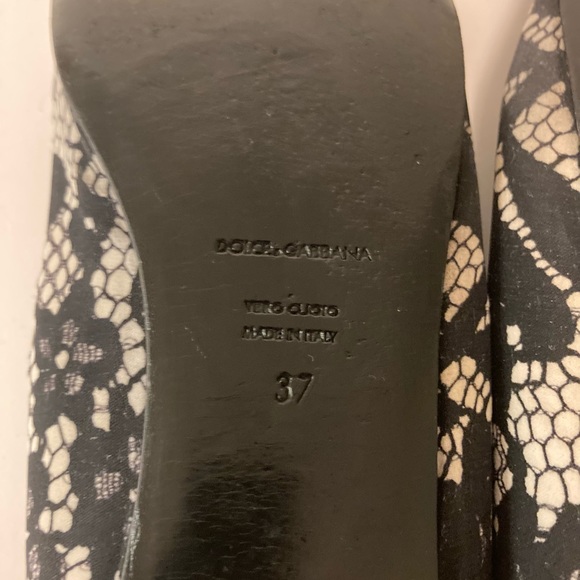 DOLCE & GABBANA
VERO CUOIO
MADE IN ITALY
37